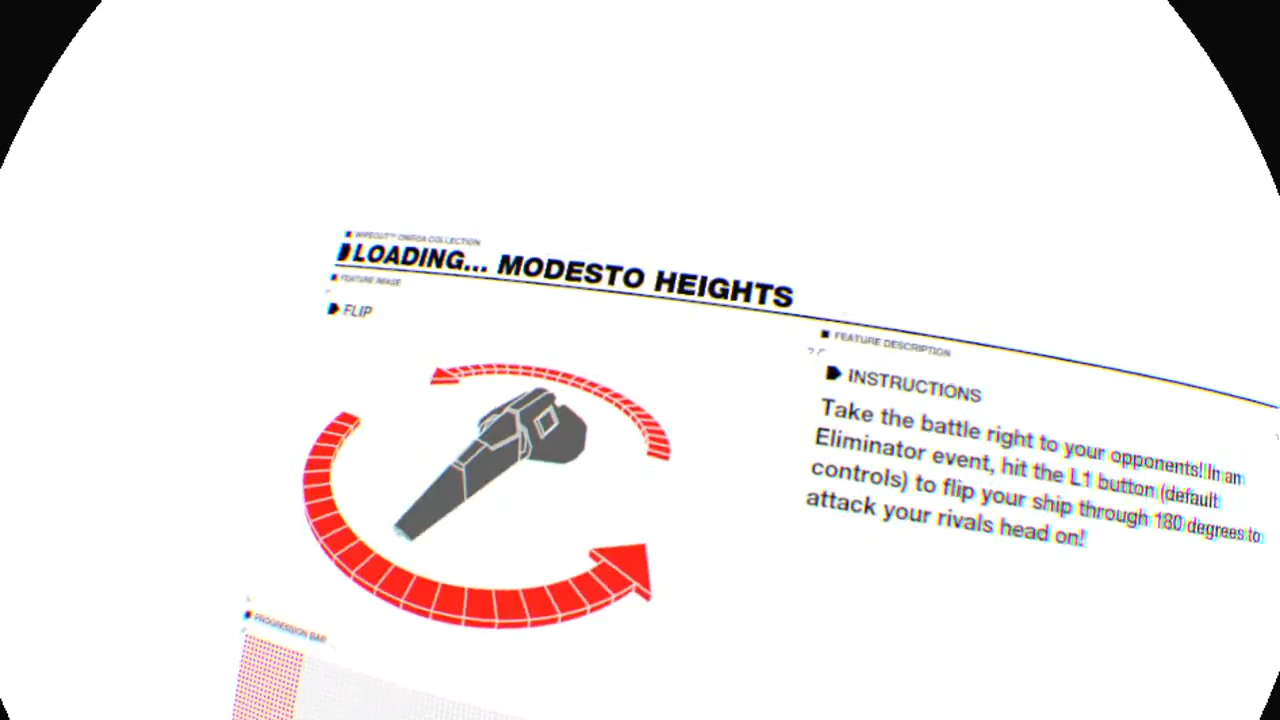 WIPEOUT™ OMEGA COLLECTION
LOADING... MODESTO HEIGHTS
FEATURE IMAGE
FLIP
FEATURE DESCRIPTION
INSTRUCTIONS
Take the battle right to your opponents! In an
Eliminator event, hit the L1 button (default
controls) to flip your ship through 180 degrees to
attack your rivals head on!
PROGRESSION BAR